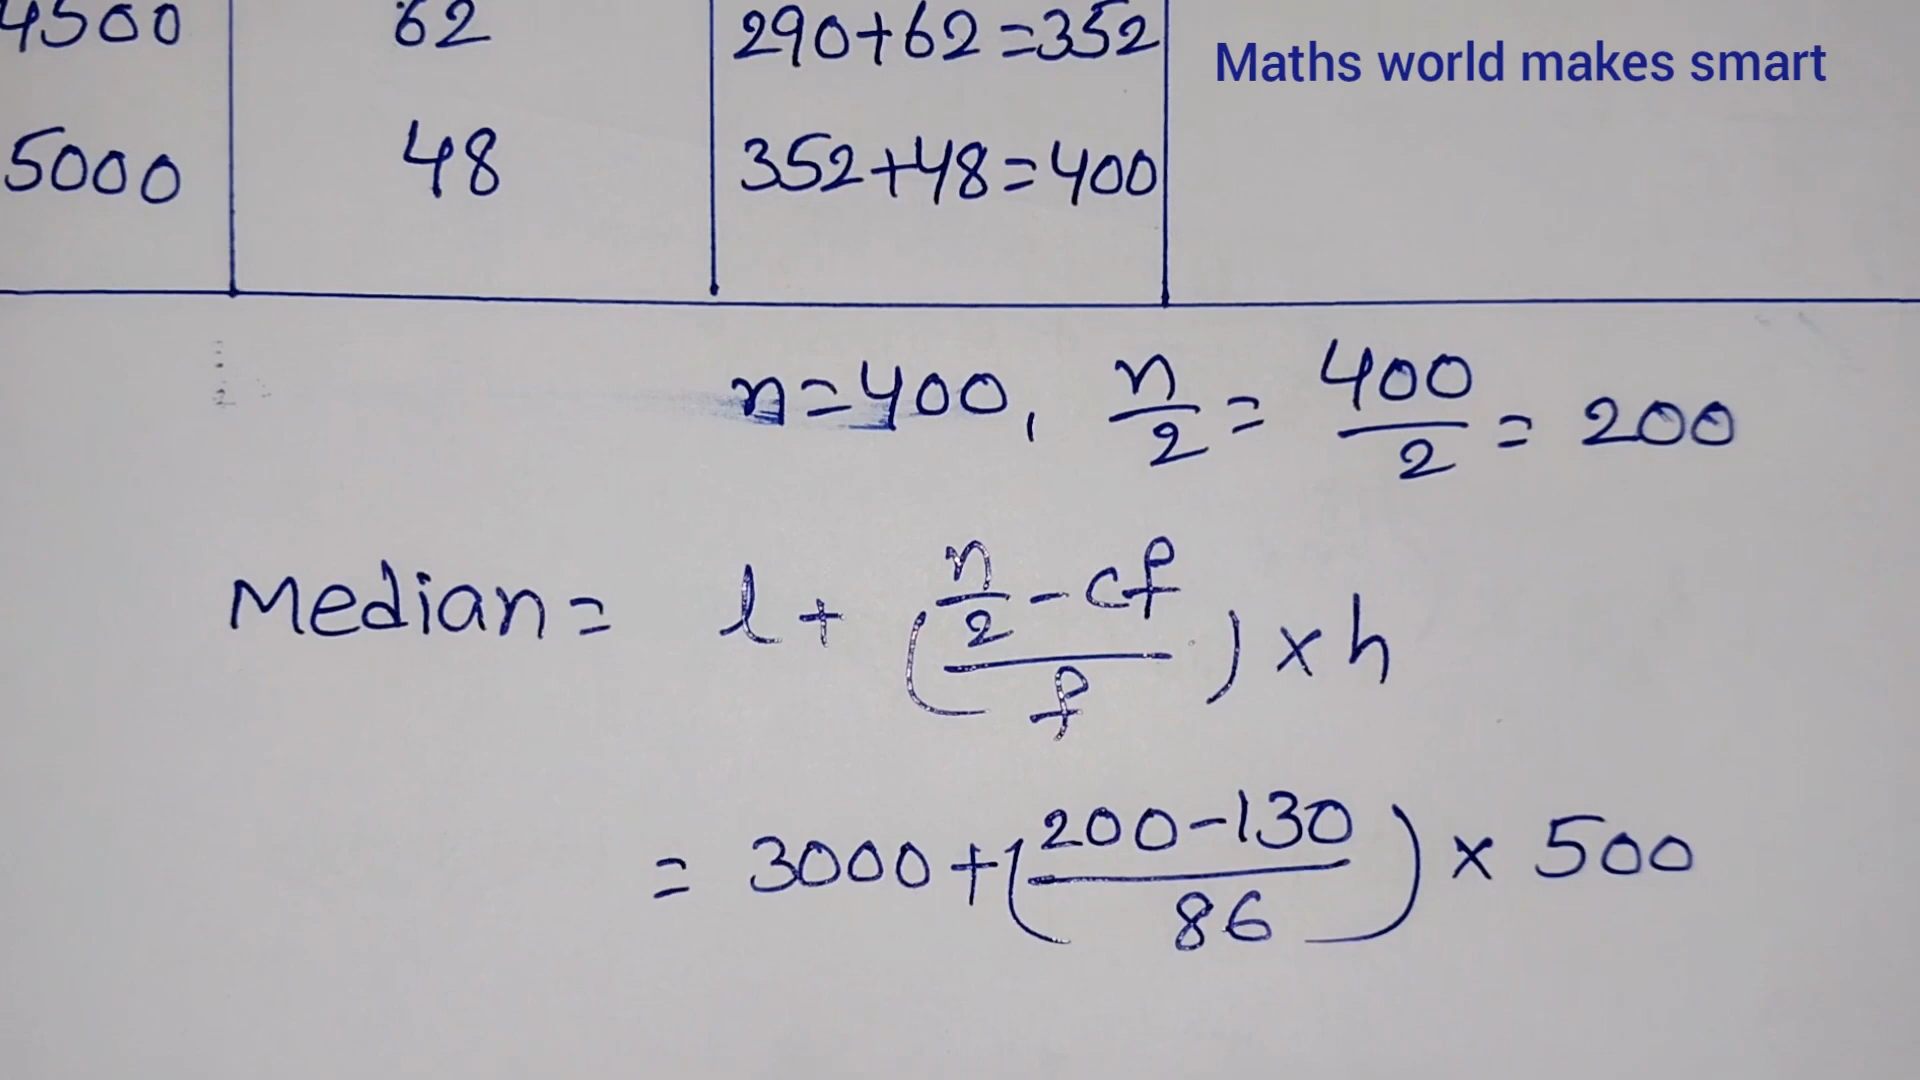 4500 62 290+62=352
Maths world makes smart
5000 48 352+48=400
n=400, n/2 = 400/2 = 200
Median = l + ( (n/2 - cf) / f ) × h
= 3000 + ( (200-130) / 86 ) × 500